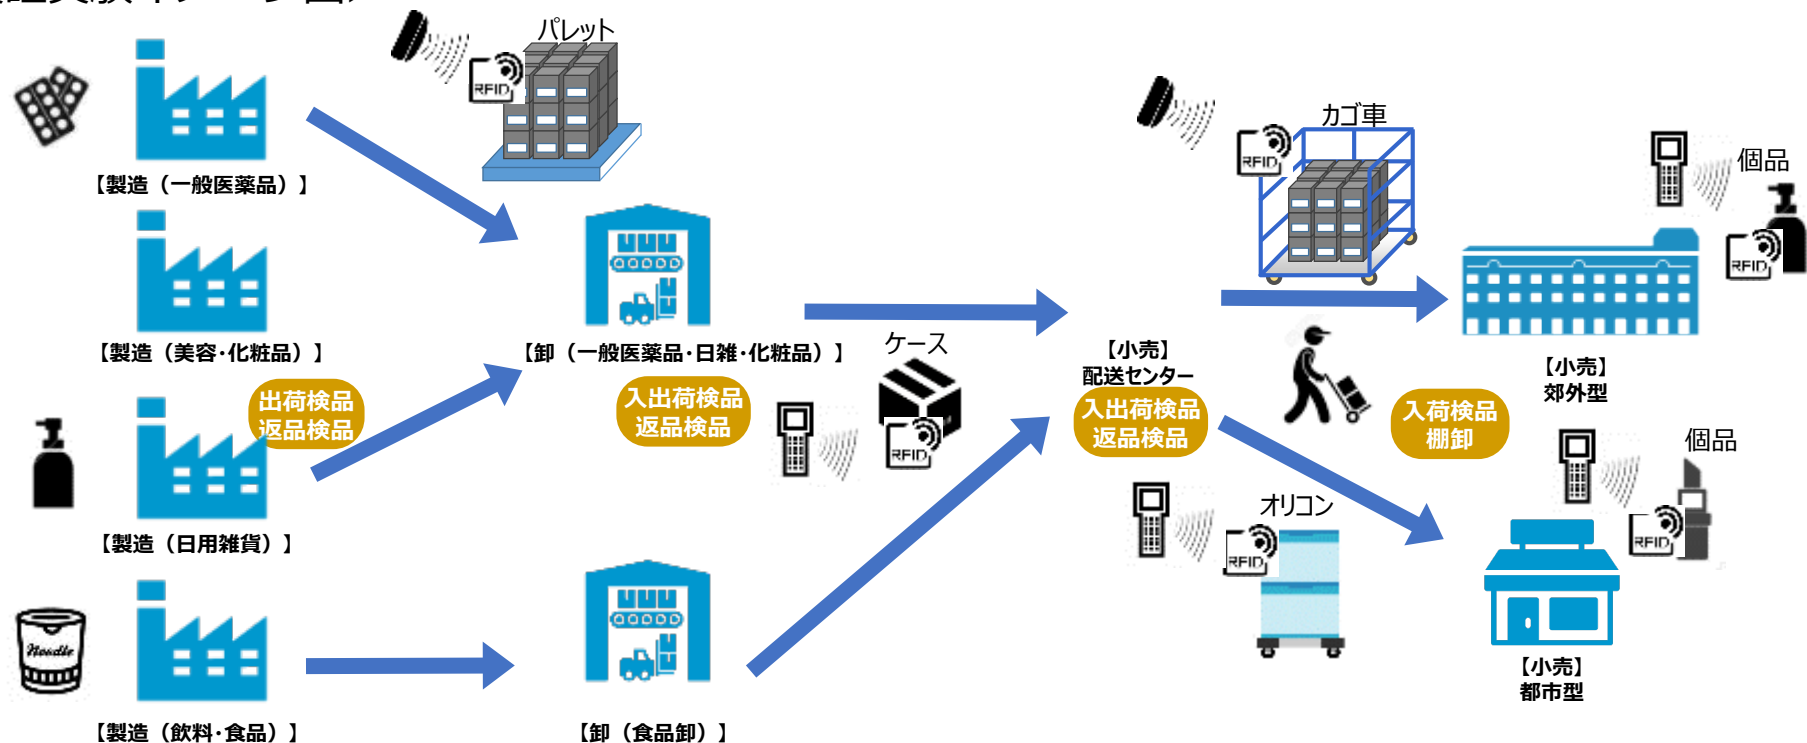 パレット
RFID
【製造（一般医薬品）】
カゴ車
RFID
個品
RFID
【製造（美容･化粧品）】
【卸（一般医薬品･日雑･化粧品）】
ケース
RFID
【小売】
配送センター
【小売】
郊外型
出荷検品
返品検品
入出荷検品
返品検品
入出荷検品
返品検品
入荷検品
棚卸
個品
RFID
オリコン
RFID
【製造（日用雑貨）】
Noodle
【小売】
都市型
【製造（飲料･食品）】
【卸（食品卸）】